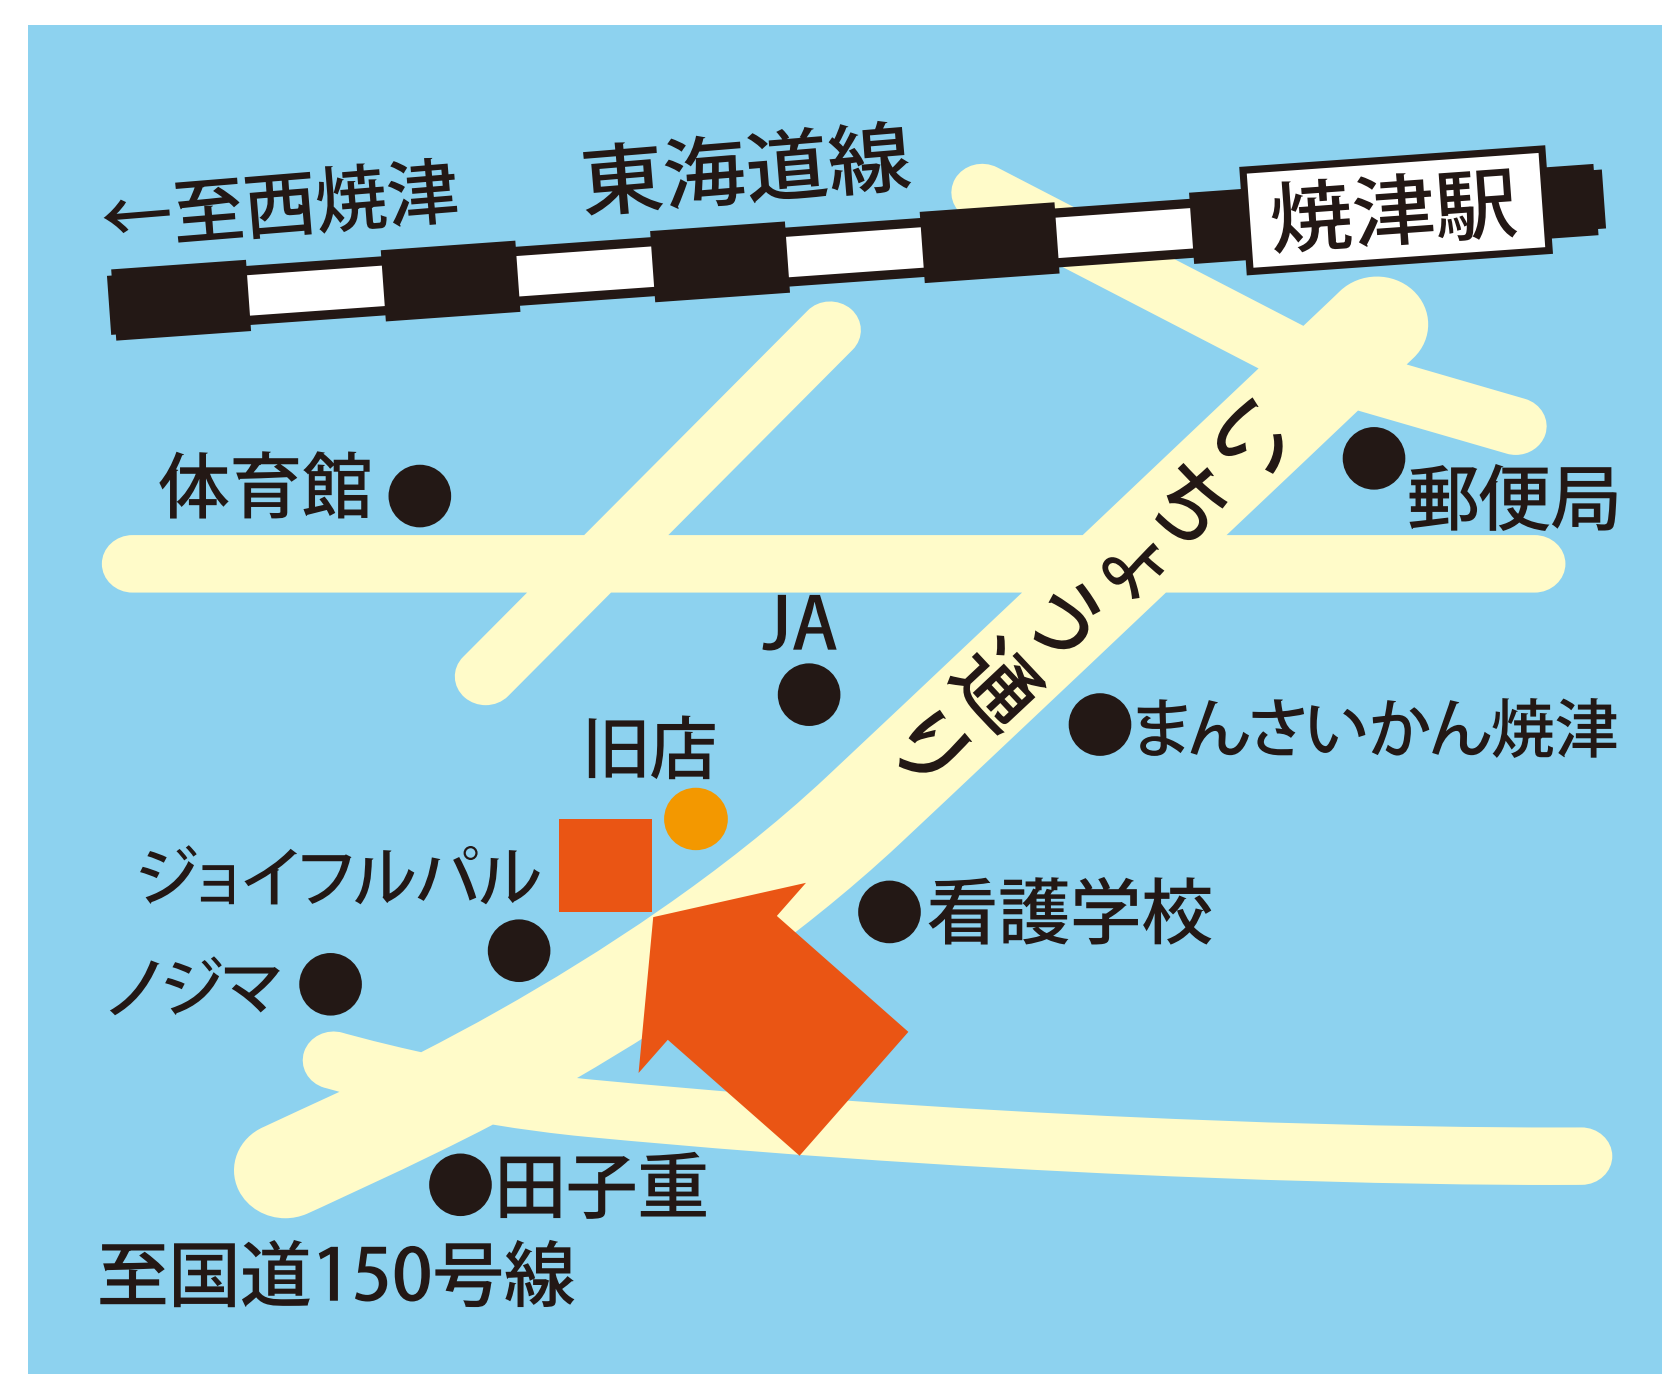 東海道線
←至西焼津
焼津駅
体育館
郵便局
いちょう通り
JA
まんさいかん焼津
旧店
ジョイフルパル
看護学校
ノジマ
田子重
至国道150号線